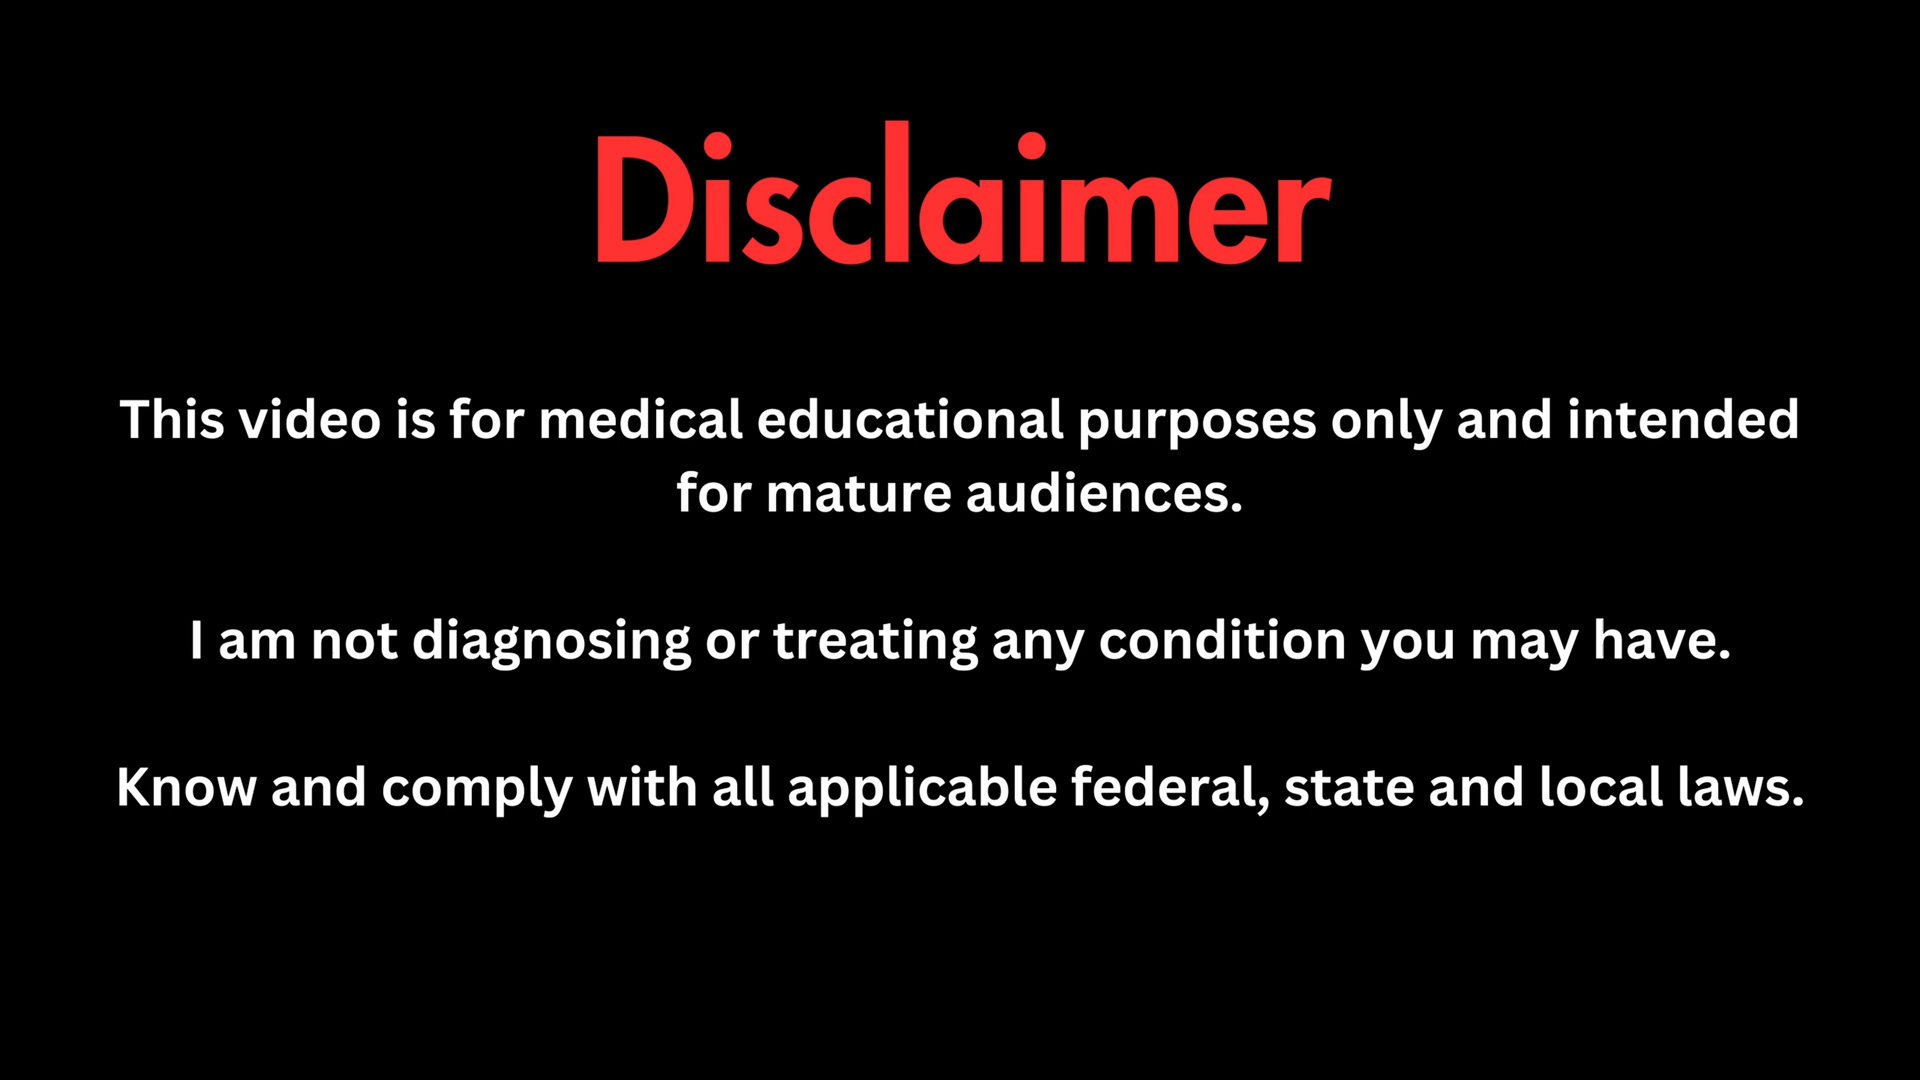 Disclaimer
This video is for medical educational purposes only and intended
for mature audiences.
I am not diagnosing or treating any condition you may have.
Know and comply with all applicable federal, state and local laws.